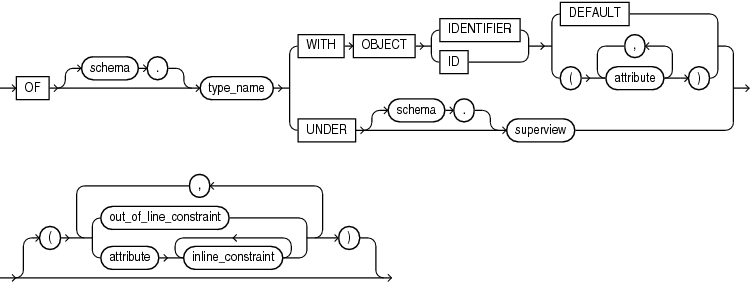 DEFAULT
IDENTIFIER
,
WITH OBJECT
ID
( attribute )
schema .
OF type_name
schema .
UNDER superview
,
out_of_line_constraint
( )
attribute inline_constraint